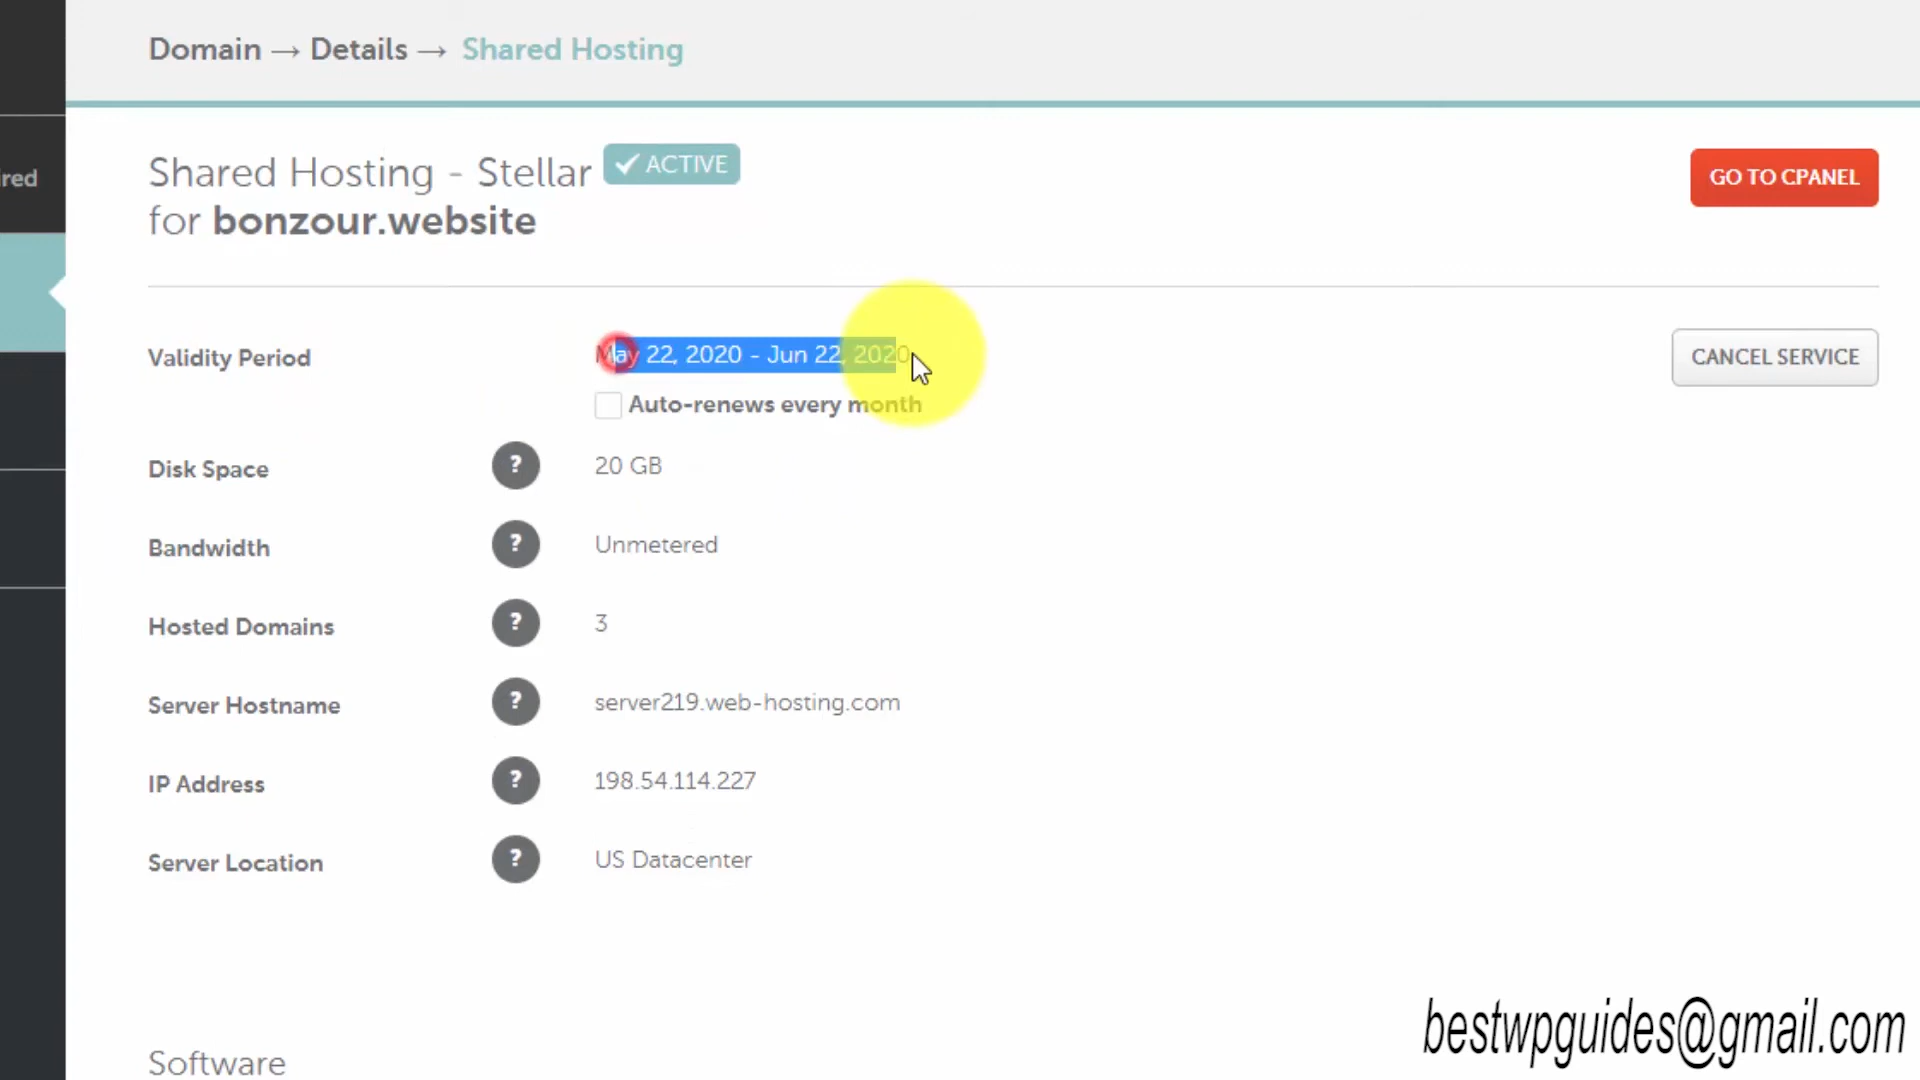 Domain → Details → Shared Hosting
ired
Shared Hosting - Stellar ✓ ACTIVE
for bonzour.website
GO TO CPANEL
Validity Period May 22, 2020 - Jun 22, 2020 CANCEL SERVICE
Auto-renews every month
Disk Space ? 20 GB
Bandwidth ? Unmetered
Hosted Domains ? 3
Server Hostname ? server219.web-hosting.com
IP Address ? 198.54.114.227
Server Location ? US Datacenter
Software
bestwpguides@gmail.com